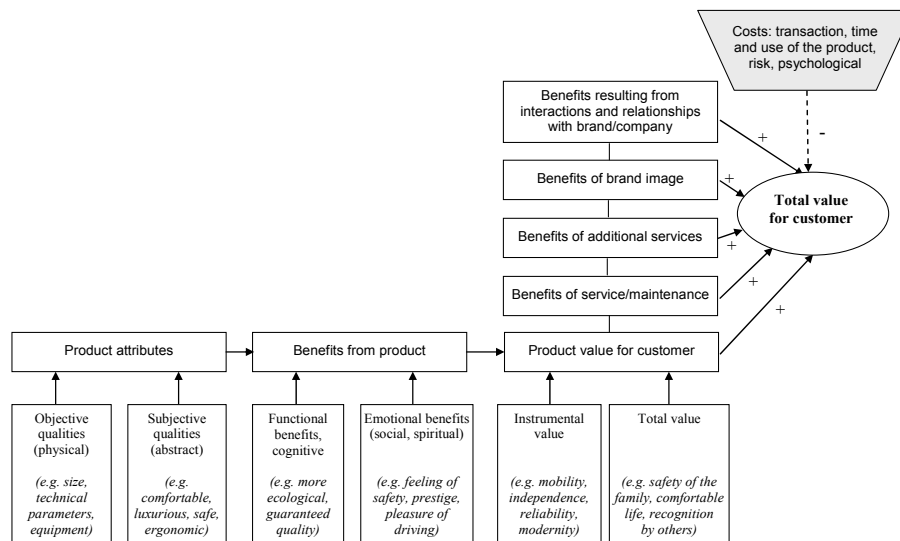 Costs: transaction, time
and use of the product,
risk, psychological
Benefits resulting from
interactions and relationships
with brand/company
+
-
Benefits of brand image
+
Total value
for customer
Benefits of additional services
+
Benefits of service/maintenance
+
+
Product attributes
Benefits from product
Product value for customer
Objective
qualities
(physical)
(e.g. size,
technical
parameters,
equipment)
Subjective
qualities
(abstract)
(e.g.
comfortable,
luxurious, safe,
ergonomic)
Functional
benefits,
cognitive
(e.g. more
ecological,
guaranteed
quality)
Emotional benefits
(social, spiritual)
(e.g. feeling of
safety, prestige,
pleasure of
driving)
Instrumental
value
(e.g. mobility,
independence,
reliability,
modernity)
Total value
(e.g. safety of the
family, comfortable
life, recognition
by others)